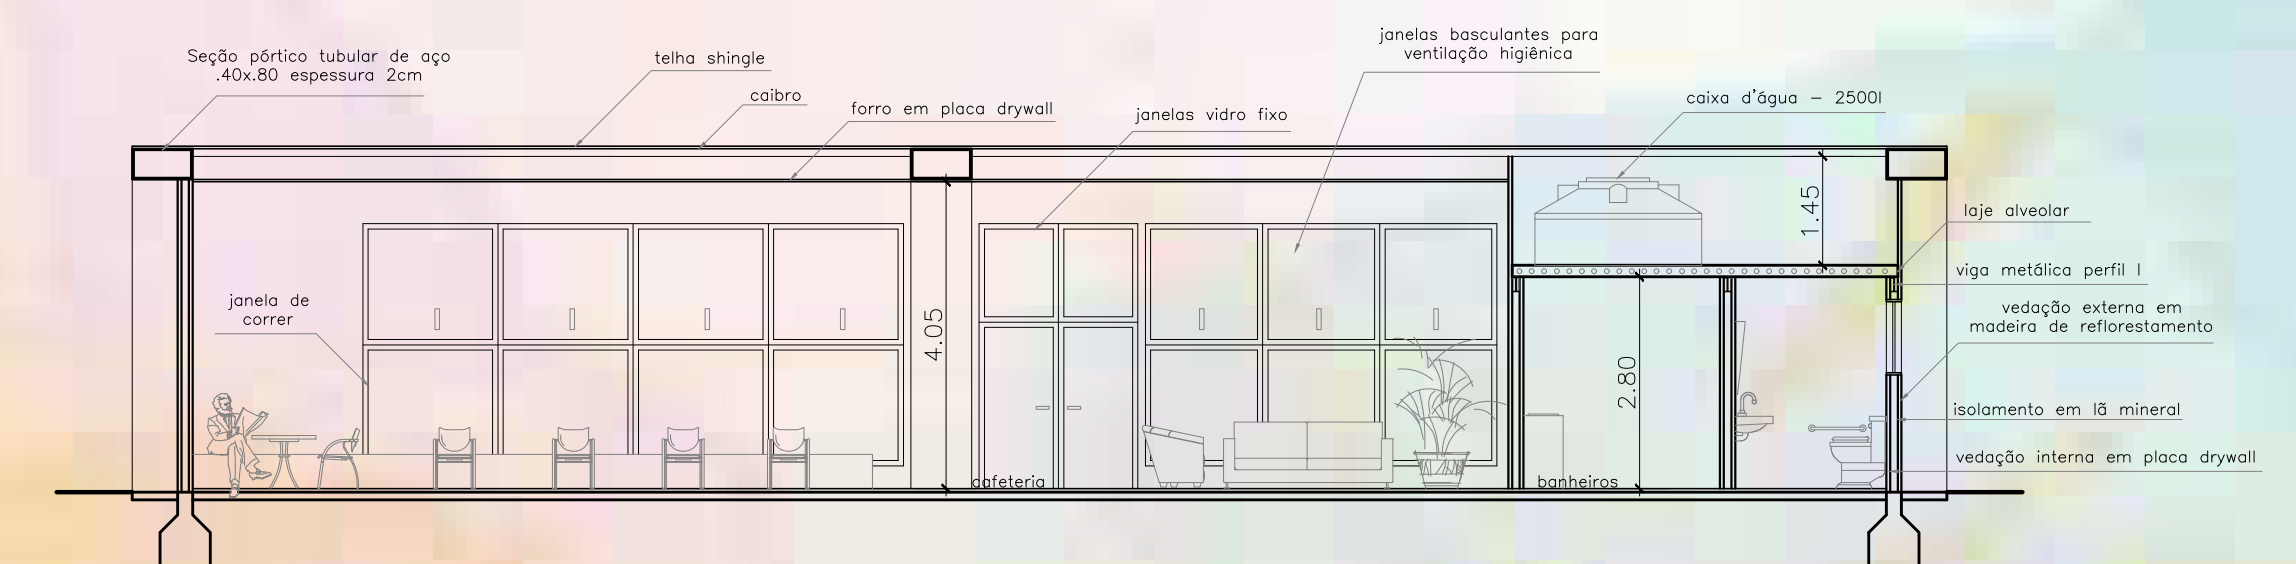 Seção pórtico tubular de aço
.40x.80 espessura 2cm
telha shingle
caibro
forro em placa drywall
janelas vidro fixo
janelas basculantes para
ventilação higiênica
caixa d'água – 2500l
1.45
laje alveolar
viga metálica perfil I
vedação externa em
madeira de reflorestamento
janela de
correr
4.05
2.80
isolamento em lã mineral
vedação interna em placa drywall
cafeteria
banheiros